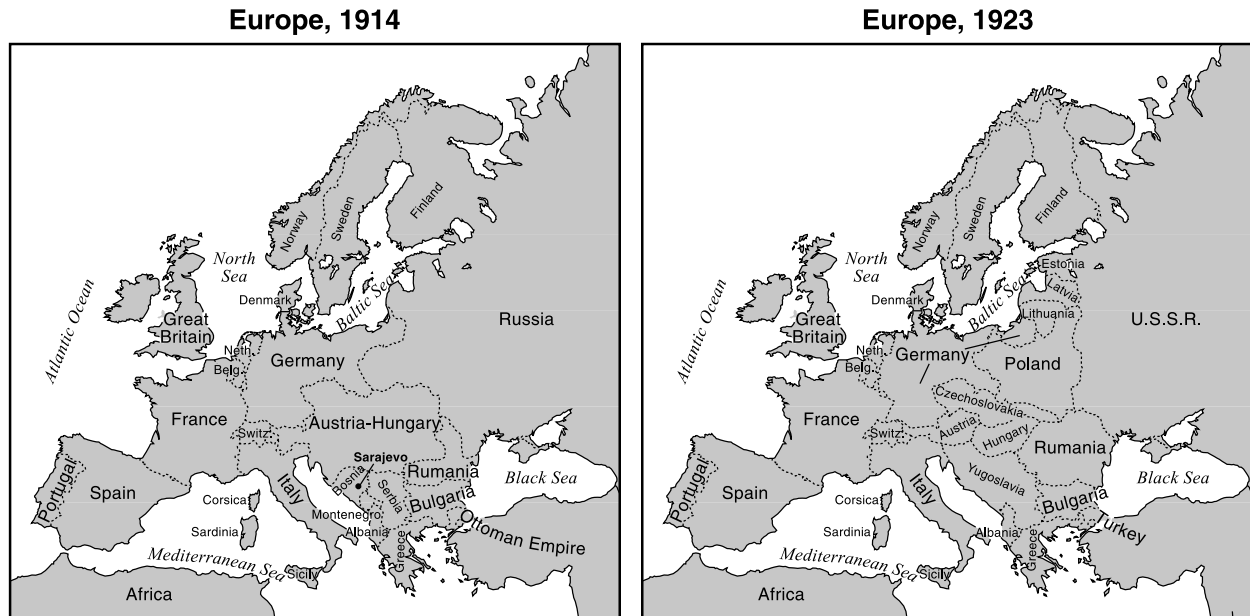 Europe, 1914
Norway
Sweden
Finland
North
Sea
Baltic Sea
Denmark
Atlantic Ocean
Great
Britain
Russia
Neth.
Belg.
Germany
France
Switz.
Austria-Hungary
Sarajevo
Bosnia
Serbia
Rumania
Black Sea
Portugal
Spain
Corsica
Italy
Montenegro
Bulgaria
Sardinia
Albania
Greece
Ottoman Empire
Mediterranean Sea
Sicily
Africa
Europe, 1923
Norway
Sweden
Finland
North
Sea
Baltic Sea
Estonia
Latvia
Lithuania
Denmark
Atlantic Ocean
Great
Britain
U.S.S.R.
Neth.
Belg.
Germany
Poland
France
Czechoslovakia
Switz.
Austria
Hungary
Rumania
Yugoslavia
Black Sea
Portugal
Spain
Corsica
Italy
Bulgaria
Sardinia
Albania
Greece
Turkey
Mediterranean Sea
Sicily
Africa